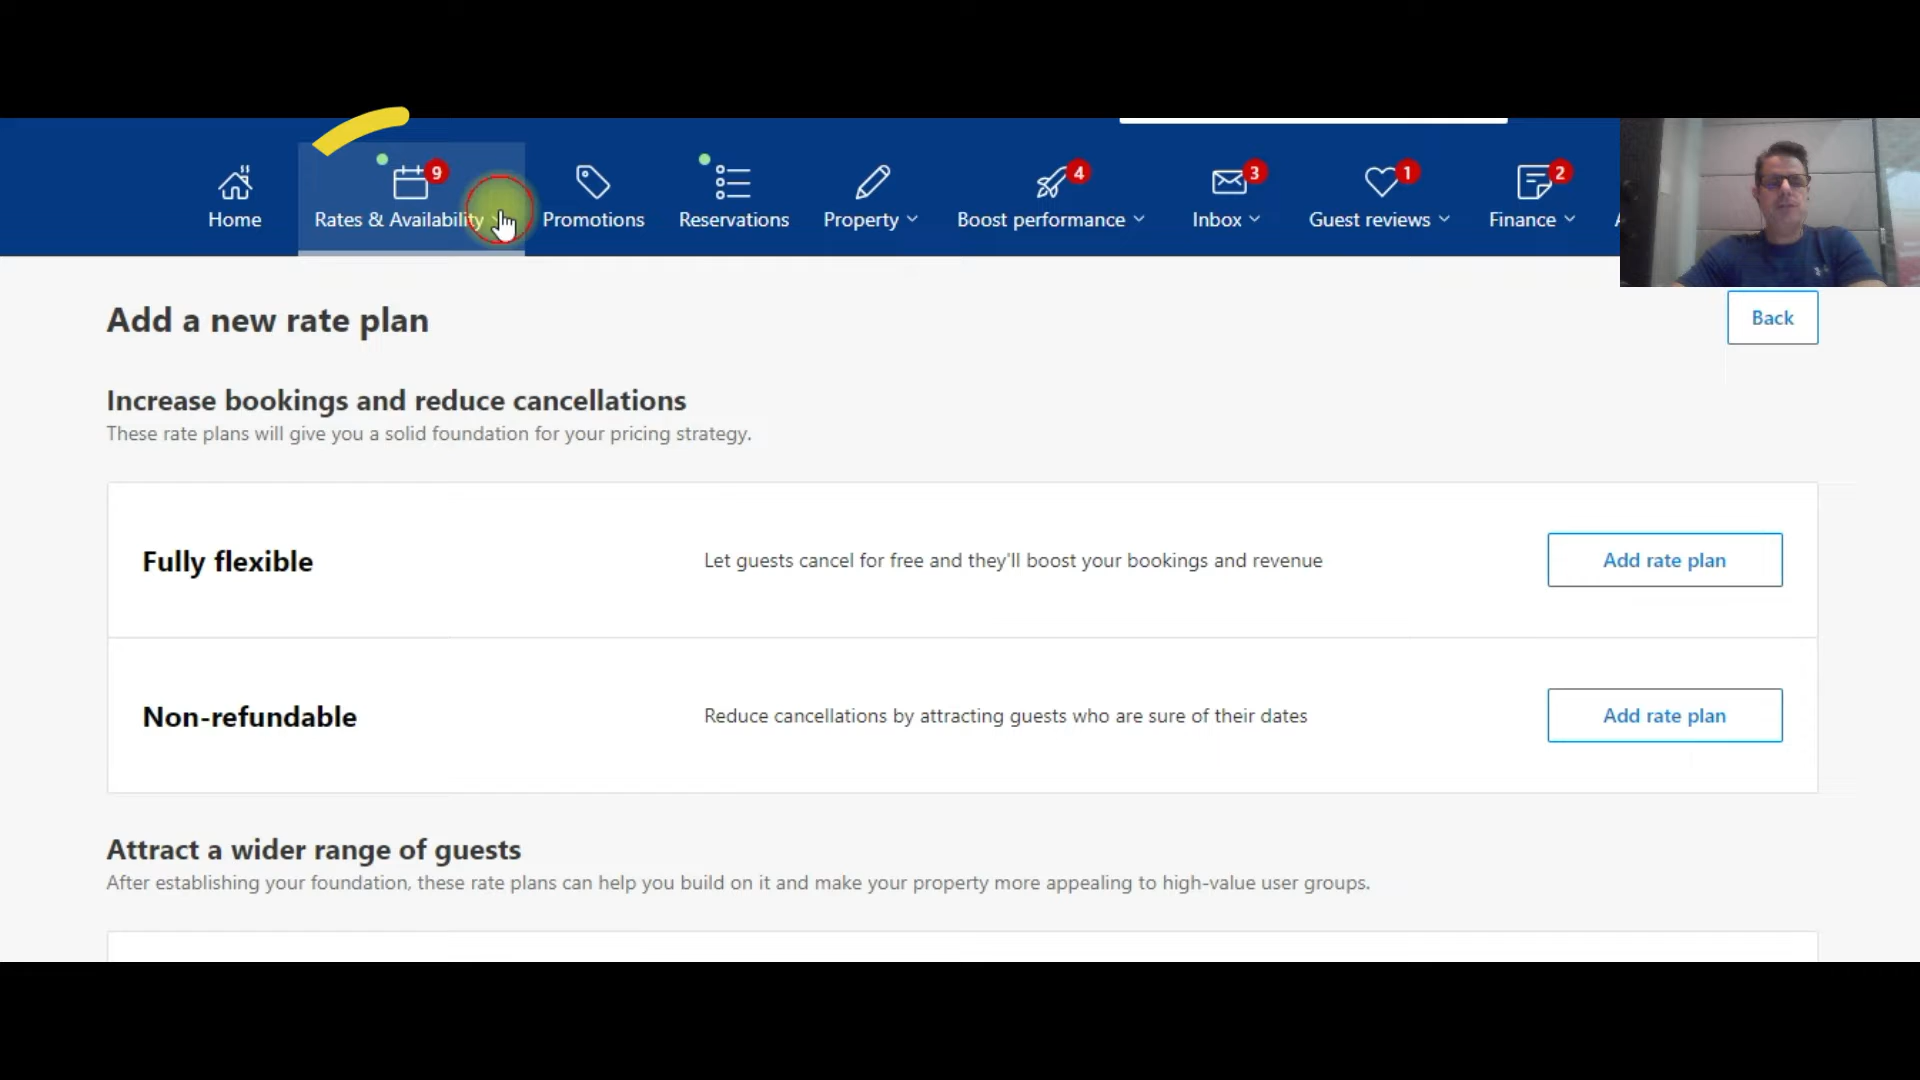 9
4
3
1
2
Home
Rates & Availability
Promotions
Reservations
Property
Boost performance
Inbox
Guest reviews
Finance
Add a new rate plan
Back
Increase bookings and reduce cancellations
These rate plans will give you a solid foundation for your pricing strategy.
Fully flexible
Let guests cancel for free and they'll boost your bookings and revenue
Add rate plan
Non-refundable
Reduce cancellations by attracting guests who are sure of their dates
Add rate plan
Attract a wider range of guests
After establishing your foundation, these rate plans can help you build on it and make your property more appealing to high-value user groups.